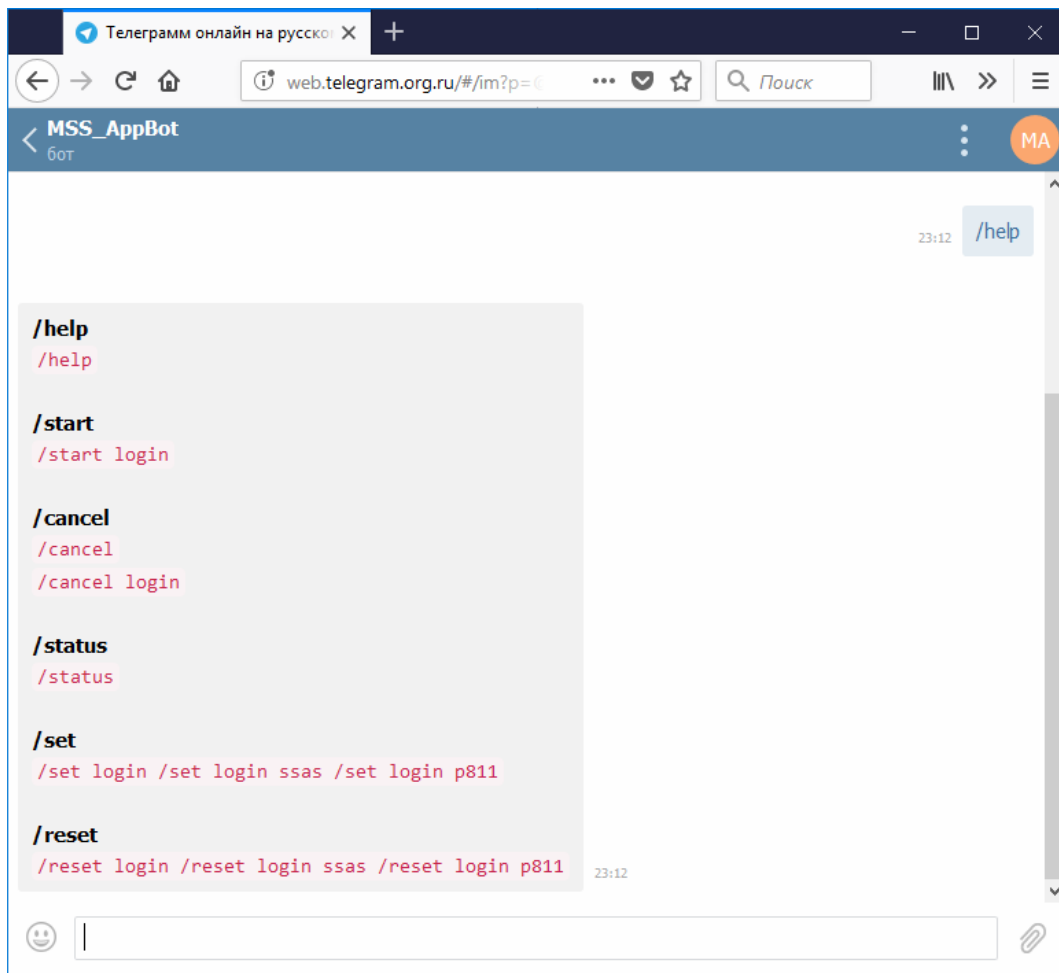 Телеграмм онлайн на русско
web.telegram.org.ru/#/im?p=
Поиск
MSS_AppBot
бот
MA
23:12 /help
/help
/help
/start
/start login
/cancel
/cancel
/cancel login
/status
/status
/set
/set login /set login ssas /set login p811
/reset
/reset login /reset login ssas /reset login p811 23:12